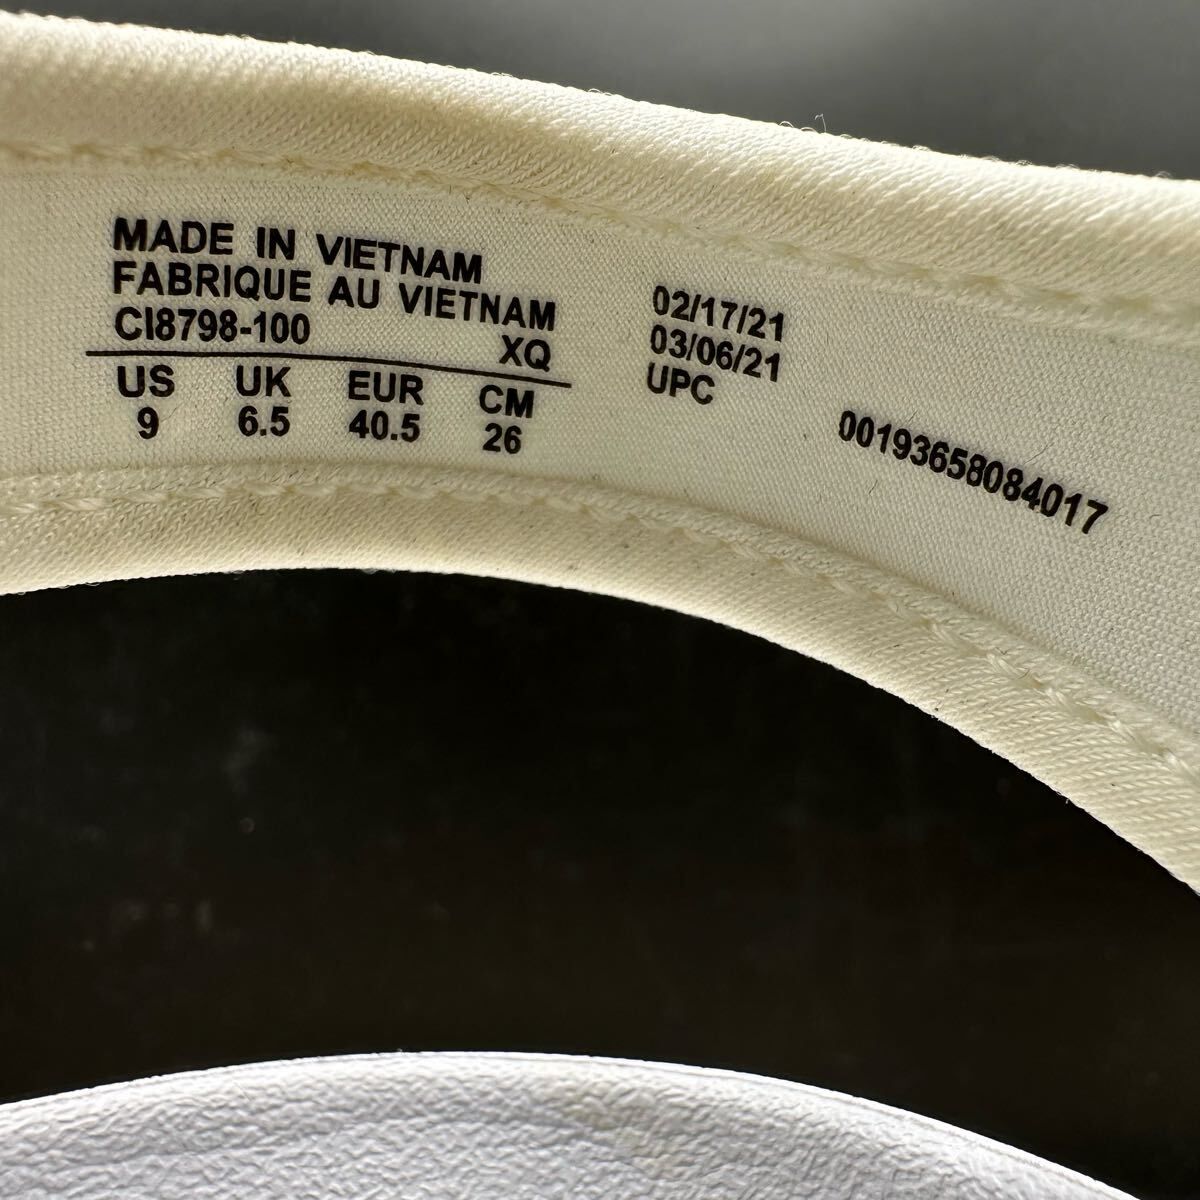 MADE IN VIETNAM
FABRIQUE AU VIETNAM
CI8798-100 XQ
US UK EUR CM
9 6.5 40.5 26
02/17/21
03/06/21
UPC
00193658084017